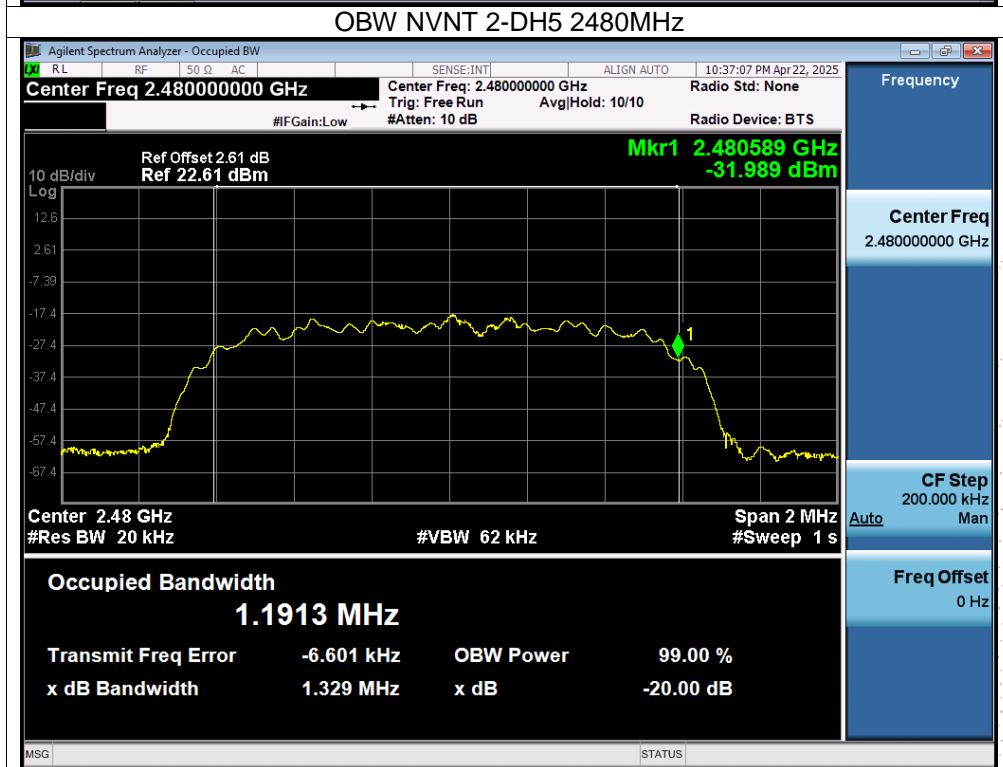 OBW NVNT 2-DH5 2480MHz
Agilent Spectrum Analyzer - Occupied BW
LXI RL RF 50 Ω AC SENSE:INT ALIGN AUTO 10:37:07 PM Apr 22, 2025
Center Freq 2.480000000 GHz
Center Freq: 2.480000000 GHz Radio Std: None
Trig: Free Run Avg|Hold: 10/10
#IFGain:Low #Atten: 10 dB Radio Device: BTS
Mkr1 2.480589 GHz
-31.989 dBm
Ref Offset 2.61 dB
10 dB/div Ref 22.61 dBm
Log
12.6
2.61
-7.39
-17.4
-27.4
-37.4
-47.4
-57.4
-67.4
1
Center 2.48 GHz Span 2 MHz
#Res BW 20 kHz #VBW 62 kHz #Sweep 1 s
Occupied Bandwidth
1.1913 MHz
Transmit Freq Error -6.601 kHz OBW Power 99.00 %
x dB Bandwidth 1.329 MHz x dB -20.00 dB
MSG STATUS
Frequency
Center Freq
2.480000000 GHz
CF Step
200.000 kHz
Auto Man
Freq Offset
0 Hz